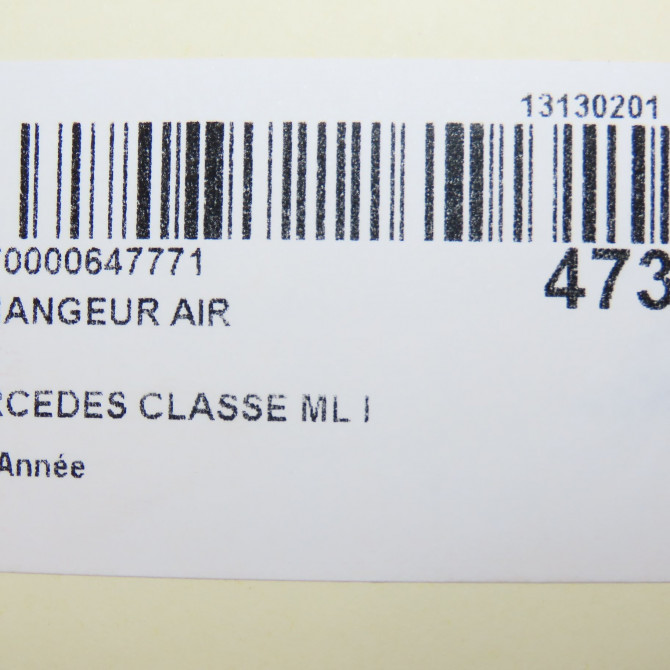 13130201
70000647771
473
ANGEUR AIR
RCEDES CLASSE ML I
Année